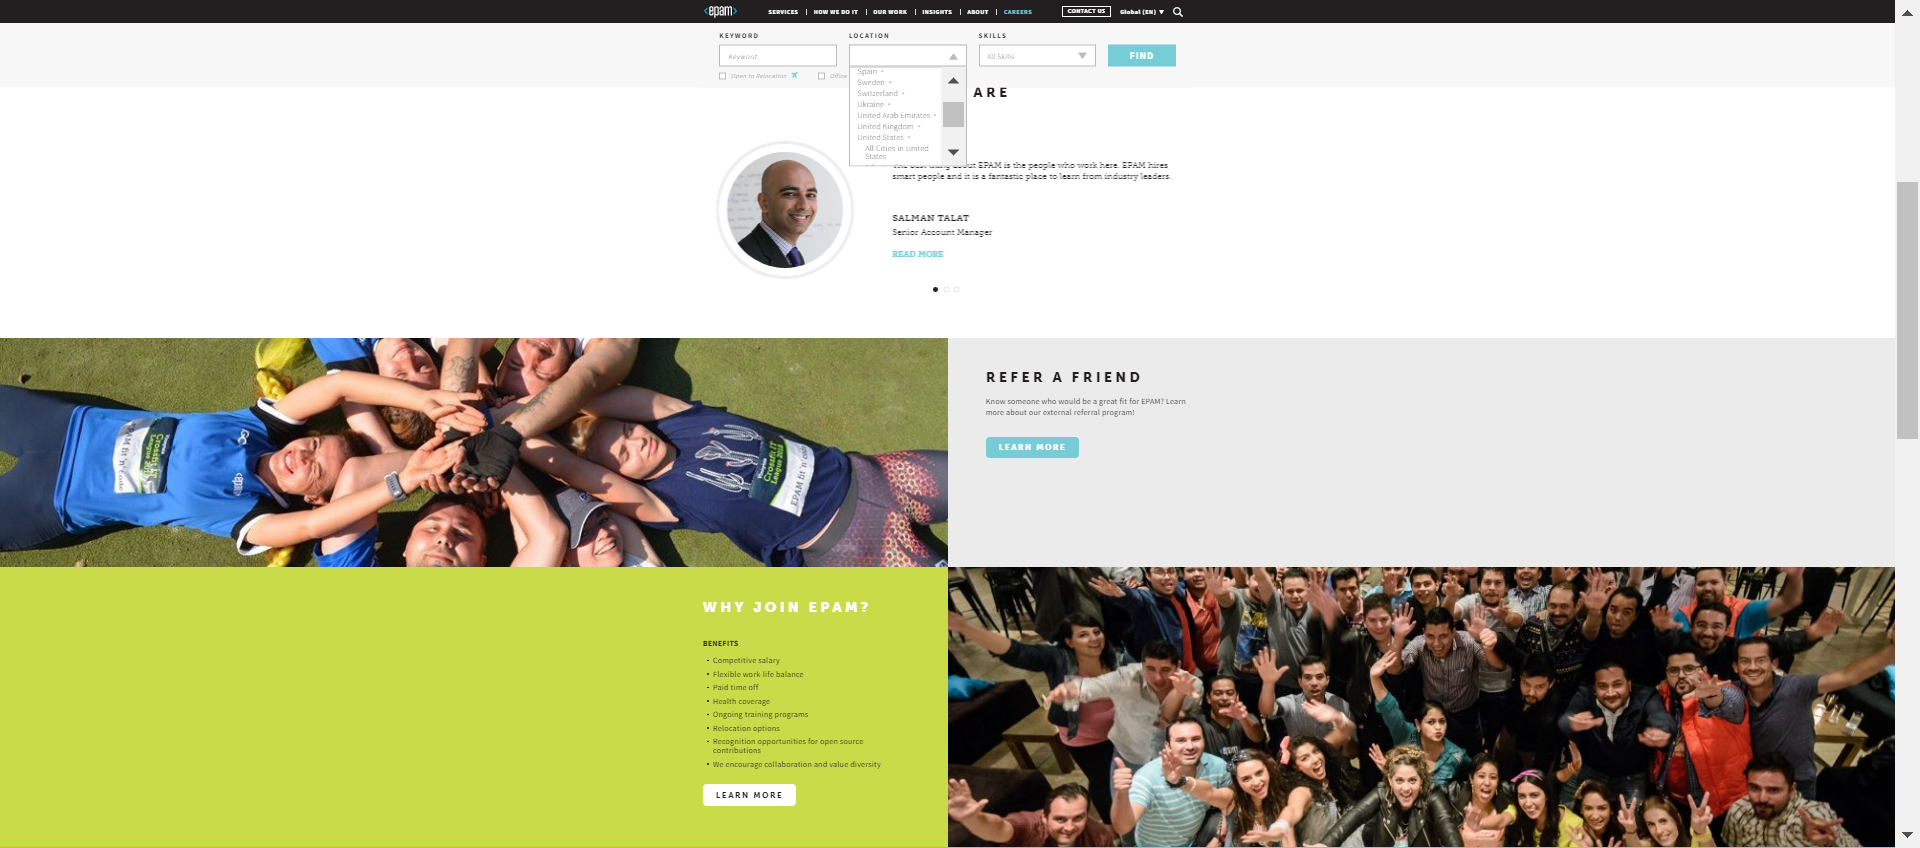 <epam>
SERVICES | HOW WE DO IT | OUR WORK | INSIGHTS | ABOUT | CAREERS
CONTACT US
Global (EN) ▼
KEYWORD
LOCATION
SKILLS
Keyword
All Skills
FIND
Open to Relocation
Office
Spain
Sweden
Switzerland
Ukraine
United Arab Emirates
United Kingdom
United States
All Cities in United
States
ARE
about EPAM is the people who work here. EPAM hires
smart people and it is a fantastic place to learn from industry leaders.
SALMAN TALAT
Senior Account Manager
READ MORE
REFER A FRIEND
Know someone who would be a great fit for EPAM? Learn
more about our external referral program!
LEARN MORE
WHY JOIN EPAM?
BENEFITS
• Competitive salary
• Flexible work life balance
• Paid time off
• Health coverage
• Ongoing training programs
• Relocation options
• Recognition opportunities for open source
contributions
• We encourage collaboration and value diversity
LEARN MORE